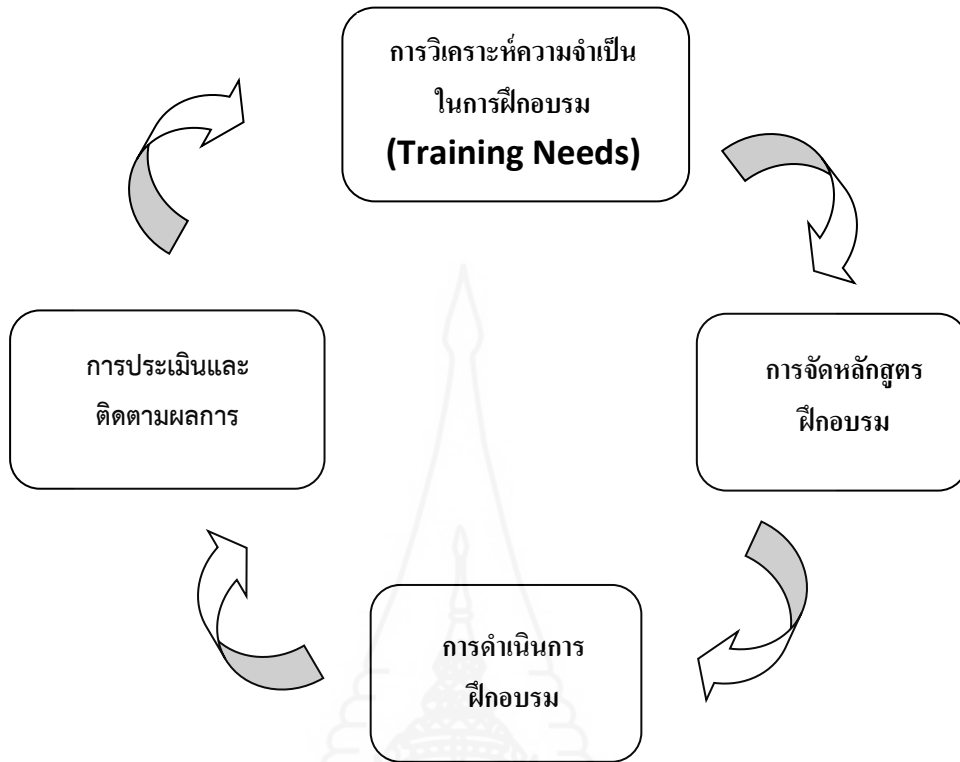 การวิเคราะห์ความจำเป็น
ในการฝึกอบรม
(Training Needs)
การจัดหลักสูตร
ฝึกอบรม
การดำเนินการ
ฝึกอบรม
การประเมินและ
ติดตามผลการ